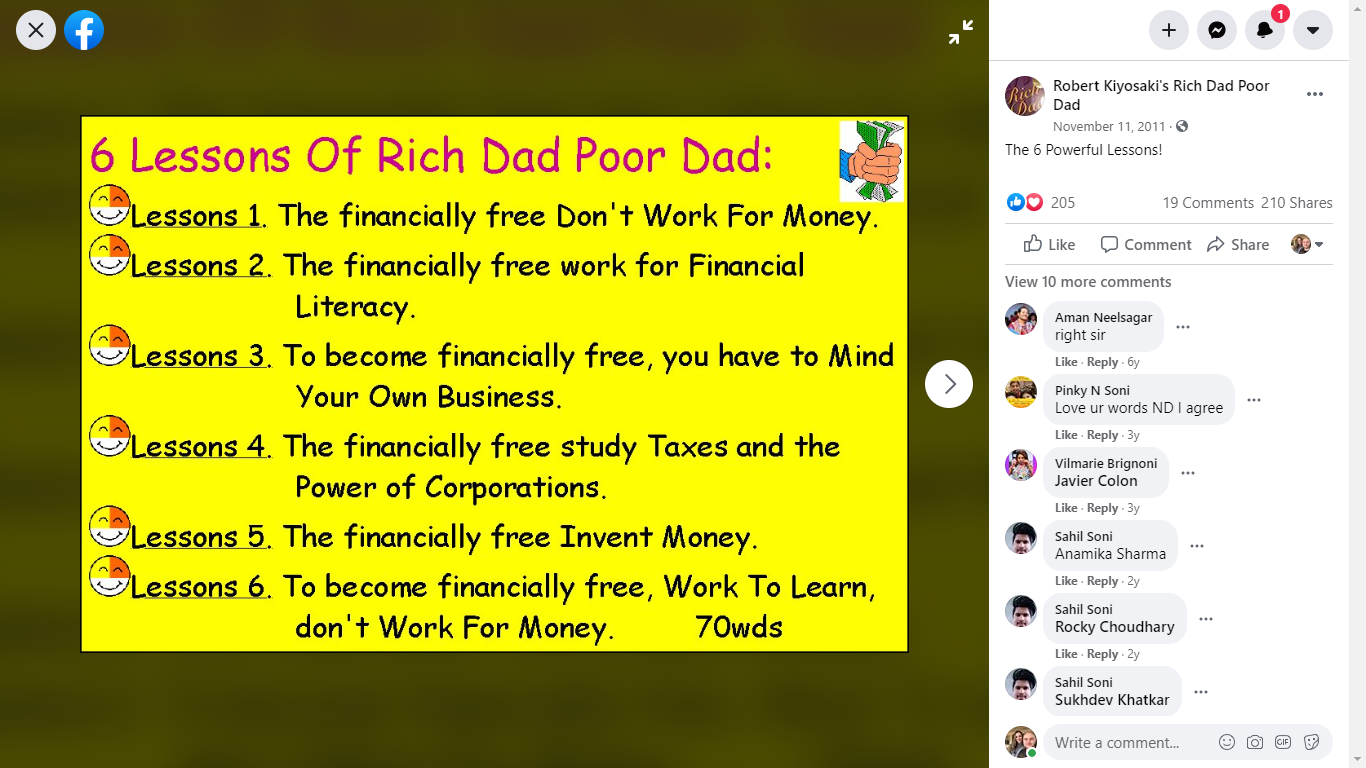 6 Lessons Of Rich Dad Poor Dad:
Lessons 1. The financially free Don't Work For Money.
Lessons 2. The financially free work for Financial
Literacy.
Lessons 3. To become financially free, you have to Mind
Your Own Business.
Lessons 4. The financially free study Taxes and the
Power of Corporations.
Lessons 5. The financially free Invent Money.
Lessons 6. To become financially free, Work To Learn,
don't Work For Money. 70wds
1
Robert Kiyosaki's Rich Dad Poor
Dad
November 11, 2011 ·
The 6 Powerful Lessons!
205 19 Comments 210 Shares
Like Comment Share
View 10 more comments
Aman Neelsagar
right sir
Like · Reply · 6y
Pinky N Soni
Love ur words ND I agree
Like · Reply · 3y
Vilmarie Brignoni
Javier Colon
Like · Reply · 3y
Sahil Soni
Anamika Sharma
Like · Reply · 2y
Sahil Soni
Rocky Choudhary
Like · Reply · 2y
Sahil Soni
Sukhdev Khatkar
Write a comment...
GIF